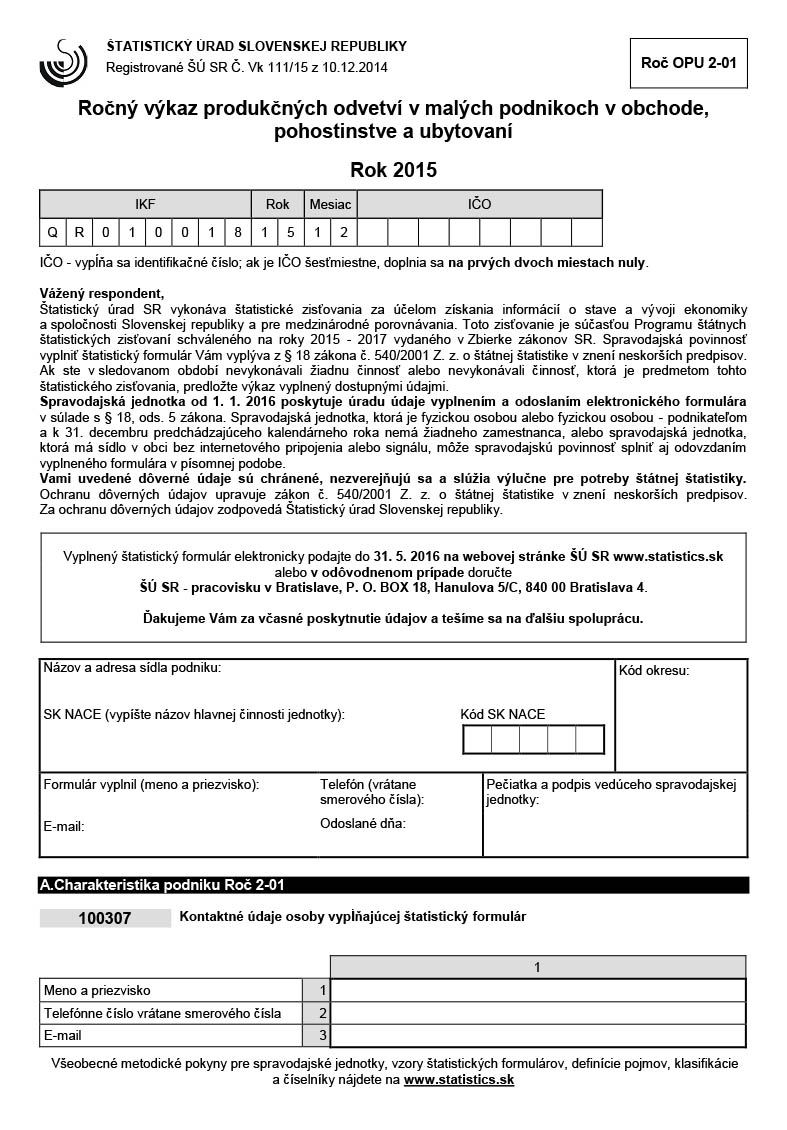 ŠTATISTICKÝ ÚRAD SLOVENSKEJ REPUBLIKY
Registrované ŠÚ SR Č. Vk 111/15 z 10.12.2014
Roč OPU 2-01
Ročný výkaz produkčných odvetví v malých podnikoch v obchode,
pohostinstve a ubytovaní
Rok 2015
IKF Rok Mesiac IČO
Q R 0 1 0 0 1 8 1 5 1 2
IČO - vypĺňa sa identifikačné číslo; ak je IČO šesťmiestne, doplnia sa na prvých dvoch miestach nuly.
Vážený respondent,
Štatistický úrad SR vykonáva štatistické zisťovania za účelom získania informácií o stave a vývoji ekonomiky
a spoločnosti Slovenskej republiky a pre medzinárodné porovnávania. Toto zisťovanie je súčasťou Programu štátnych
štatistických zisťovaní schváleného na roky 2015 - 2017 vydaného v Zbierke zákonov SR. Spravodajská povinnosť
vyplniť štatistický formulár Vám vyplýva z § 18 zákona č. 540/2001 Z. z. o štátnej štatistike v znení neskorších predpisov.
Ak ste v sledovanom období nevykonávali žiadnu činnosť alebo nevykonávali činnosť, ktorá je predmetom tohto
štatistického zisťovania, predložte výkaz vyplnený dostupnými údajmi.
Spravodajská jednotka od 1. 1. 2016 poskytuje úradu údaje vyplnením a odoslaním elektronického formulára
v súlade s § 18, ods. 5 zákona. Spravodajská jednotka, ktorá je fyzickou osobou alebo fyzickou osobou - podnikateľom
a k 31. decembru predchádzajúceho kalendárneho roka nemá žiadneho zamestnanca, alebo spravodajská jednotka,
ktorá má sídlo v obci bez internetového pripojenia alebo signálu, môže spravodajskú povinnosť splniť aj odovzdaním
vyplneného formulára v písomnej podobe.
Vami uvedené dôverné údaje sú chránené, nezverejňujú sa a slúžia výlučne pre potreby štátnej štatistiky.
Ochranu dôverných údajov upravuje zákon č. 540/2001 Z. z. o štátnej štatistike v znení neskorších predpisov.
Za ochranu dôverných údajov zodpovedá Štatistický úrad Slovenskej republiky.
Vyplnený štatistický formulár elektronicky podajte do 31. 5. 2016 na webovej stránke ŠÚ SR www.statistics.sk
alebo v odôvodnenom prípade doručte
ŠÚ SR - pracovisku v Bratislave, P. O. BOX 18, Hanulova 5/C, 840 00 Bratislava 4.
Ďakujeme Vám za včasné poskytnutie údajov a tešíme sa na ďalšiu spoluprácu.
Názov a adresa sídla podniku:
Kód okresu:
SK NACE (vypíšte názov hlavnej činnosti jednotky): Kód SK NACE
Formulár vyplnil (meno a priezvisko):
Telefón (vrátane
smerového čísla):
Pečiatka a podpis vedúceho spravodajskej
jednotky:
E-mail:
Odoslané dňa:
A.Charakteristika podniku Roč 2-01
100307 Kontaktné údaje osoby vypĺňajúcej štatistický formulár
1
Meno a priezvisko 1
Telefónne číslo vrátane smerového čísla 2
E-mail 3
Všeobecné metodické pokyny pre spravodajské jednotky, vzory štatistických formulárov, definície pojmov, klasifikácie
a číselníky nájdete na www.statistics.sk